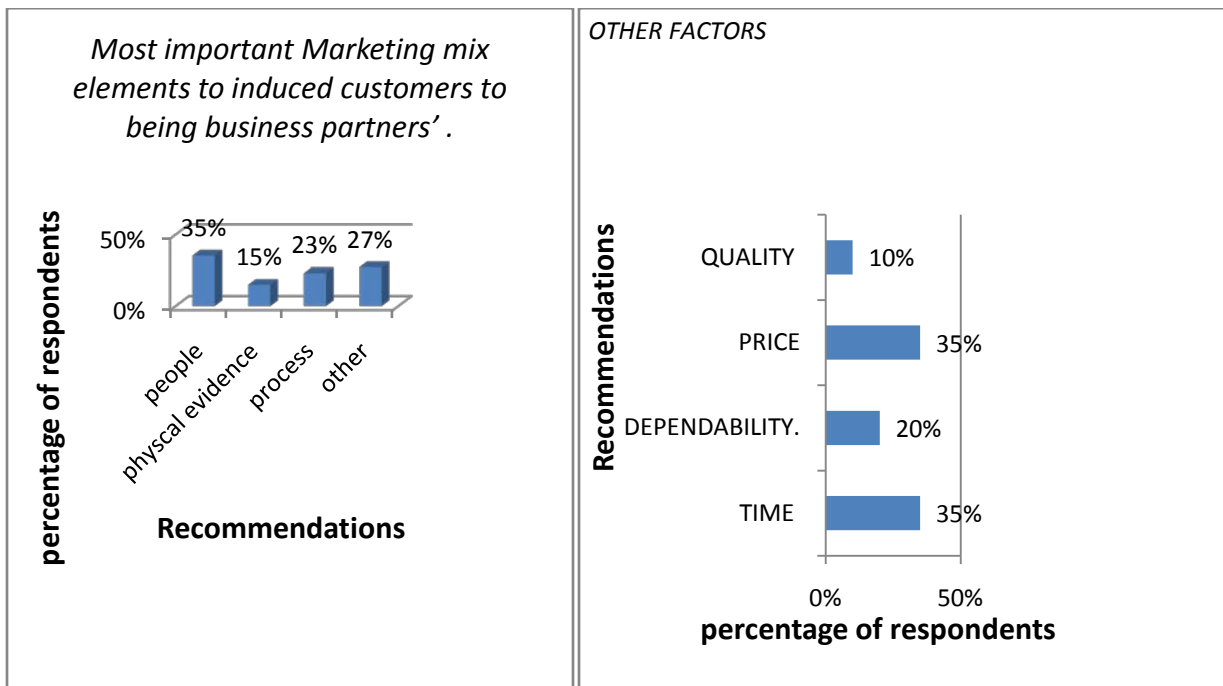 Most important Marketing mix
elements to induced customers to
being business partners’ .
percentage of respondents
50%
0%
35%
15%
23%
27%
people
physcal evidence
process
other
Recommendations
OTHER FACTORS
Recommendations
QUALITY
10%
PRICE
35%
DEPENDABILITY.
20%
TIME
35%
0%
50%
percentage of respondents